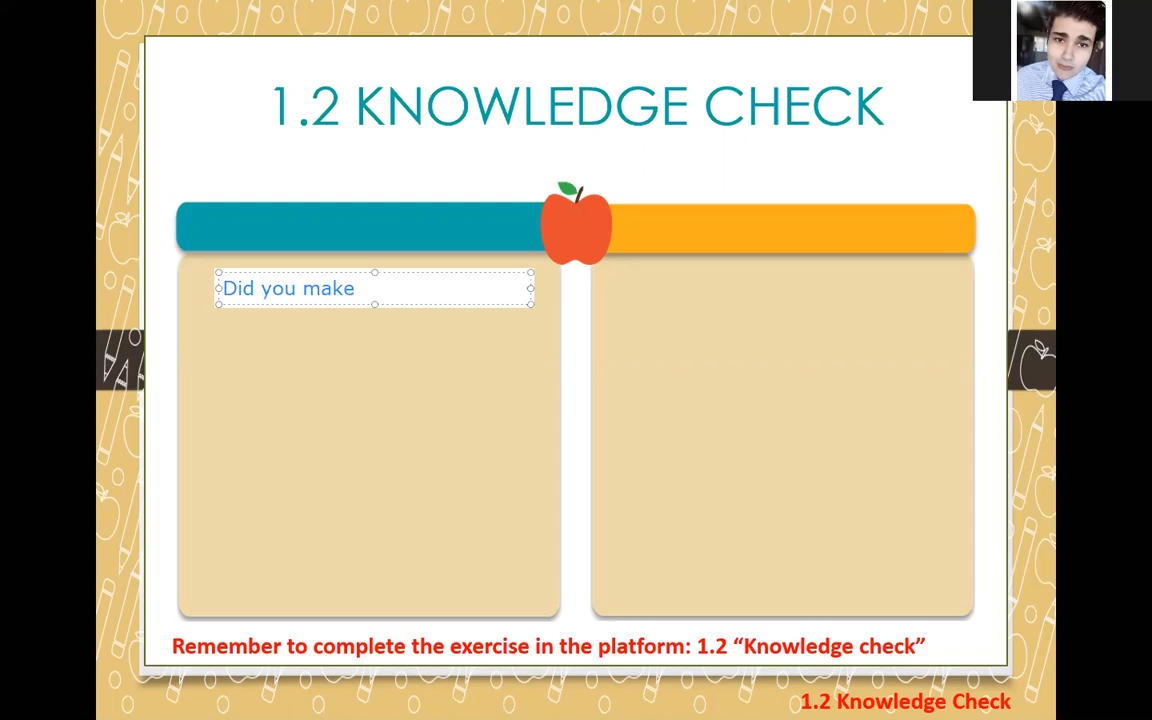 1.2 KNOWLEDGE CHECK
Did you make
Remember to complete the exercise in the platform: 1.2 “Knowledge check”
1.2 Knowledge Check